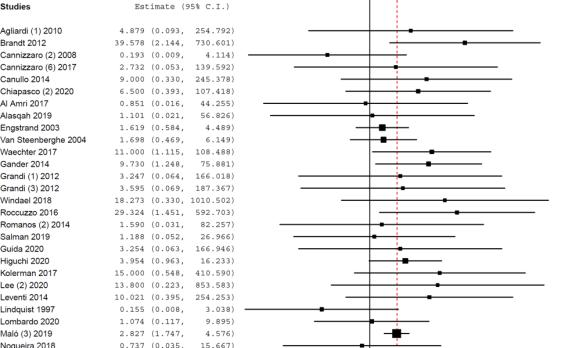 Studies Estimate (95% C.I.)
Agliardi (1) 2010 4.879 (0.093, 254.792)
Brandt 2012 39.578 (2.144, 730.601)
Cannizzaro (2) 2008 0.193 (0.009, 4.114)
Cannizzaro (6) 2017 2.732 (0.053, 139.592)
Canullo 2014 9.000 (0.330, 245.378)
Chiapasco (2) 2020 6.500 (0.393, 107.418)
Al Amri 2017 0.851 (0.016, 44.255)
Alasqah 2019 1.101 (0.021, 56.826)
Engstrand 2003 1.619 (0.584, 4.489)
Van Steenberghe 2004 1.698 (0.469, 6.149)
Waechter 2017 11.000 (1.115, 108.488)
Gander 2014 9.730 (1.248, 75.881)
Grandi (1) 2012 3.247 (0.064, 166.018)
Grandi (3) 2012 3.595 (0.069, 187.367)
Windael 2018 18.273 (0.330, 1010.502)
Roccuzzo 2016 29.324 (1.451, 592.703)
Romanos (2) 2014 1.590 (0.031, 82.257)
Salman 2019 1.188 (0.052, 26.966)
Guida 2020 3.254 (0.063, 166.946)
Higuchi 2020 3.954 (0.963, 16.233)
Kolerman 2017 15.000 (0.548, 410.590)
Lee (2) 2020 13.800 (0.223, 853.583)
Leventi 2014 10.021 (0.395, 254.253)
Lindquist 1997 0.155 (0.008, 3.038)
Lombardo 2020 1.074 (0.117, 9.895)
Maló (3) 2019 2.827 (1.747, 4.576)
Nogueira 2018 0.737 (0.035, 15.667)